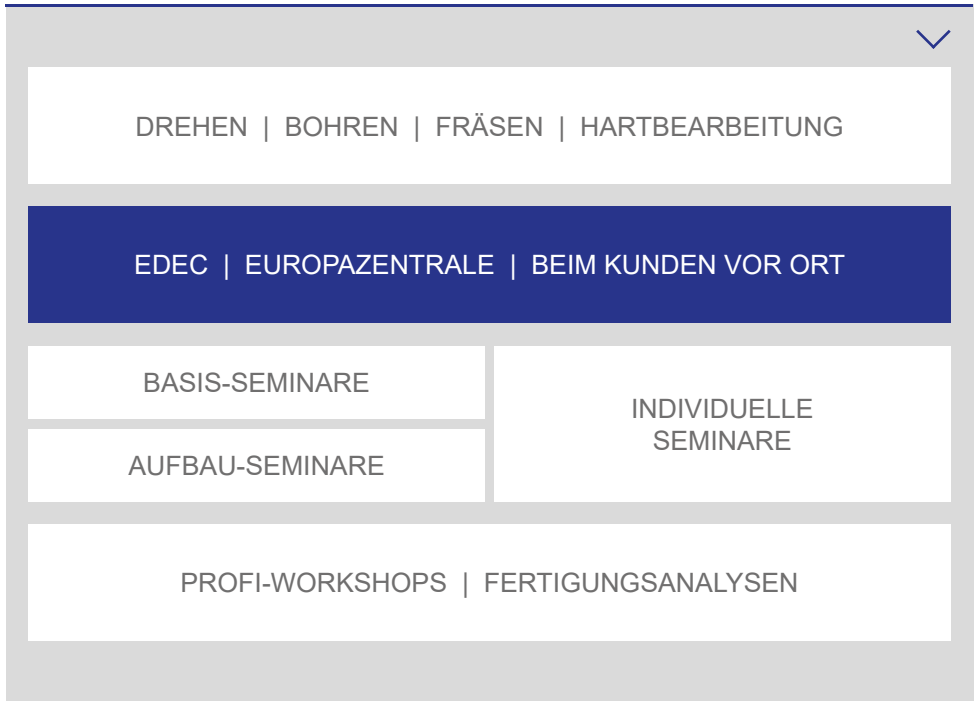 DREHEN | BOHREN | FRÄSEN | HARTBEARBEITUNG
EDEC | EUROPAZENTRALE | BEIM KUNDEN VOR ORT
BASIS-SEMINARE
AUFBAU-SEMINARE
INDIVIDUELLE
SEMINARE
PROFI-WORKSHOPS | FERTIGUNGSANALYSEN